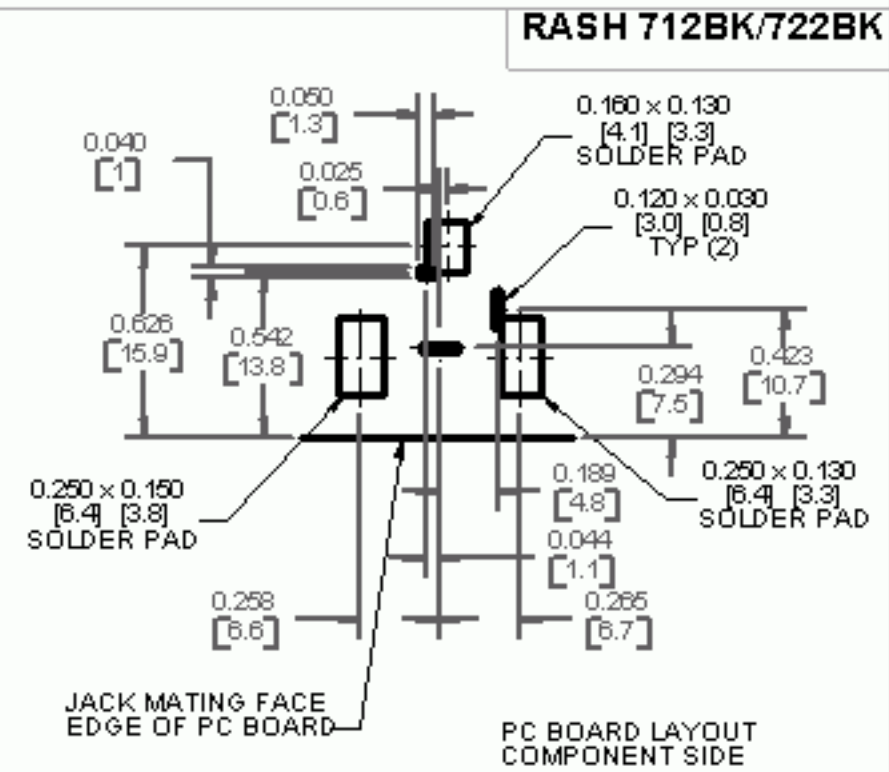 RASH 712BK/722BK
0.050
[1.3]
0.160 x 0.130
[4.1] [3.3]
SOLDER PAD
0.040
[1]
0.025
[0.6]
0.120 x 0.030
[3.0] [0.8]
TYP (2)
0.626
[15.9]
0.542
[13.8]
0.294
[7.5]
0.423
[10.7]
0.250 x 0.150
[6.4] [3.8]
SOLDER PAD
0.189
[4.8]
0.250 x 0.130
[6.4] [3.3]
SOLDER PAD
0.044
[1.1]
0.258
[6.6]
0.265
[6.7]
JACK MATING FACE
EDGE OF PC BOARD
PC BOARD LAYOUT
COMPONENT SIDE